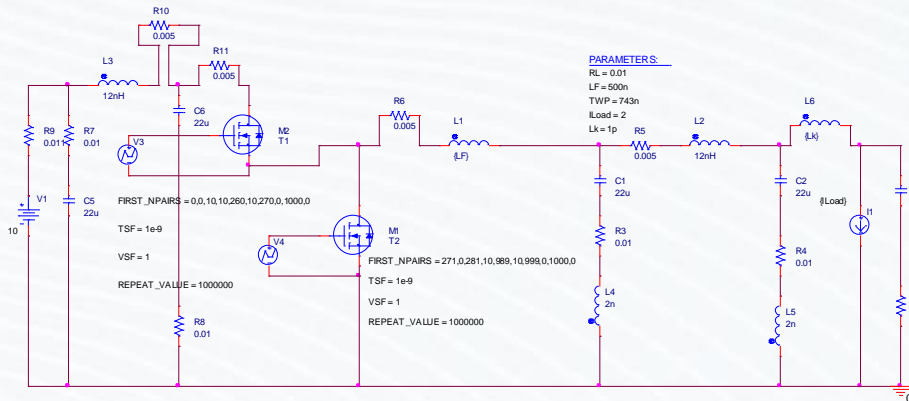 R10
0.005
L3
12nH
R11
0.005
C6
22u
V3
M2
T1
R9
0.011
R7
0.01
V1
10
C5
22u
FIRST_NPAIRS = 0,0,10,10,260,10,270,0,1000,0
TSF = 1e-9
VSF = 1
REPEAT_VALUE = 1000000
R8
0.01
R6
0.005
L1
{LF}
V4
M1
T2
FIRST_NPAIRS = 271,0,281,10,989,10,999,0,1000,0
TSF = 1e-9
VSF = 1
REPEAT_VALUE = 1000000
PARAMETERS:
RL = 0.01
LF = 500n
TWP = 743n
ILoad = 2
Lk = 1p
R5
0.005
L2
12nH
L6
{Lk}
C1
22u
R3
0.01
L4
2n
C2
22u
R4
0.01
L5
2n
{ILoad}
I1
0